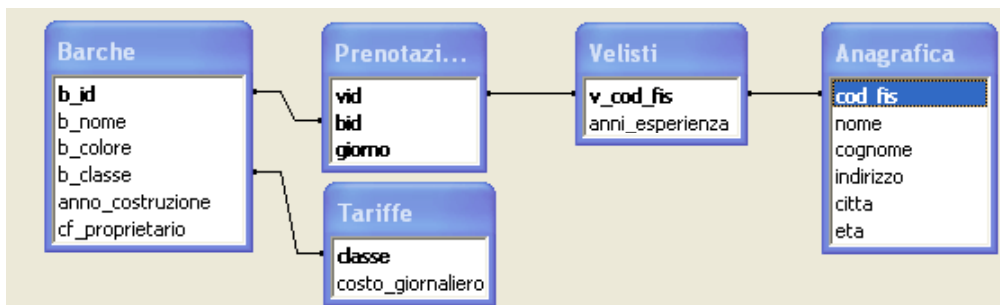 Barche
b_id
b_nome
b_colore
b_classe
anno_costruzione
cf_proprietario
Prenotazi...
vid
bid
giorno
Tariffe
classe
costo_giornaliero
Velisti
v_cod_fis
anni_esperienza
Anagrafica
cod_fis
nome
cognome
indirizzo
citta
eta